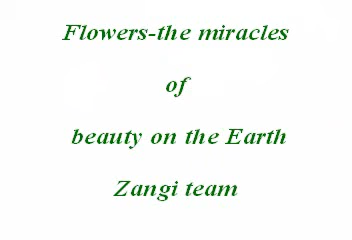 Flowers-the miracles
of
beauty on the Earth
Zangi team